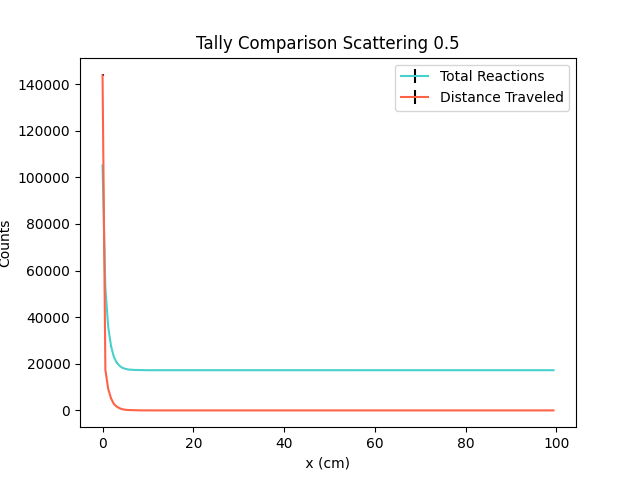 Tally Comparison Scattering 0.5
Total Reactions
Distance Traveled
140000
120000
100000
80000
60000
40000
20000
0
Counts
0 20 40 60 80 100
x (cm)